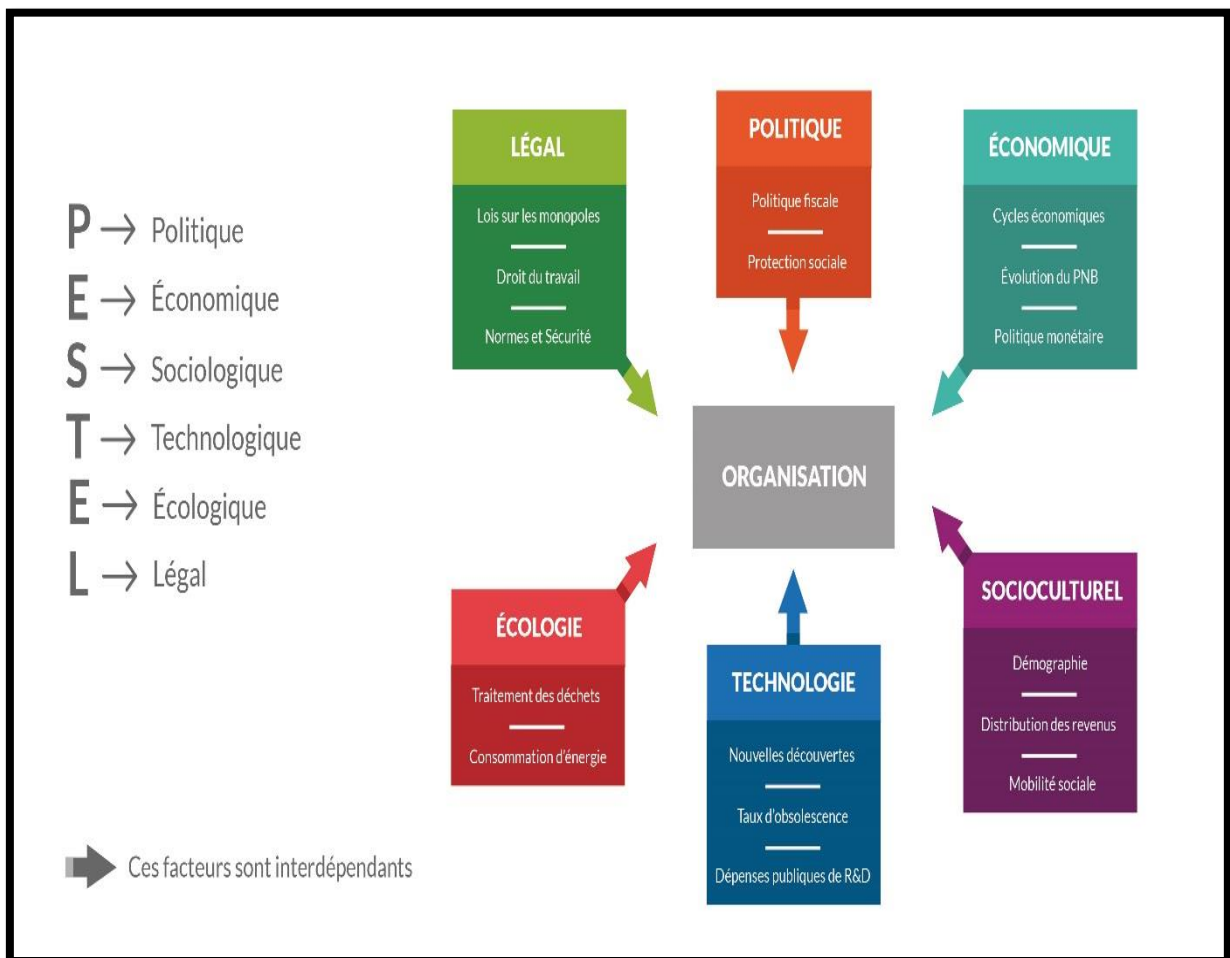 P → Politique
E → Économique
S → Sociologique
T → Technologique
E → Écologique
L → Légal
Ces facteurs sont interdépendants
LÉGAL
Lois sur les monopoles
Droit du travail
Normes et Sécurité
POLITIQUE
Politique fiscale
Protection sociale
ÉCONOMIQUE
Cycles économiques
Évolution du PNB
Politique monétaire
ORGANISATION
ÉCOLOGIE
Traitement des déchets
Consommation d'énergie
TECHNOLOGIE
Nouvelles découvertes
Taux d'obsolescence
Dépenses publiques de R&D
SOCIOCULTUREL
Démographie
Distribution des revenus
Mobilité sociale